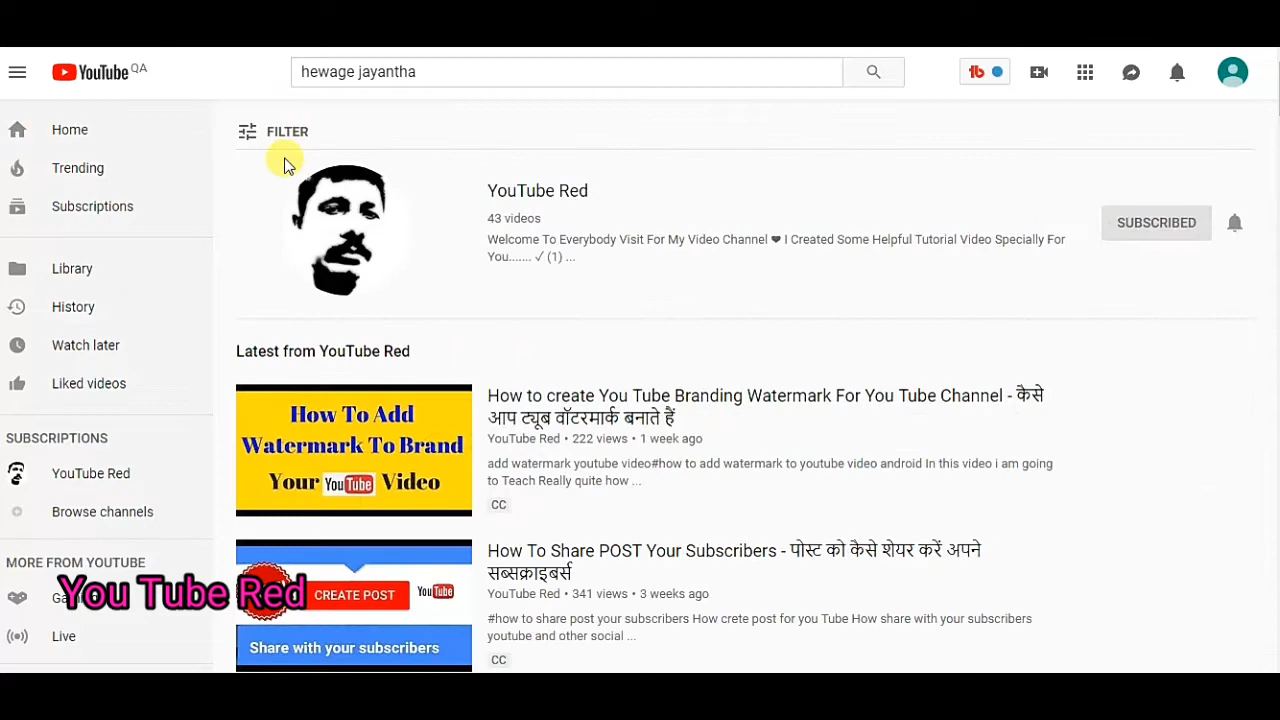 YouTube QA
hewage jayantha
Home
Trending
Subscriptions
Library
History
Watch later
Liked videos
SUBSCRIPTIONS
YouTube Red
Browse channels
MORE FROM YOUTUBE
You Tube Red
Live
FILTER
YouTube Red
43 videos
Welcome To Everybody Visit For My Video Channel ❤ I Created Some Helpful Tutorial Video Specially For
You....... ✓ (1) ...
SUBSCRIBED
Latest from YouTube Red
How To Add
Watermark To Brand
Your YouTube Video
How to create You Tube Branding Watermark For You Tube Channel - कैसे
आप ट्यूब वॉटरमार्क बनाते हैं
YouTube Red • 222 views • 1 week ago
add watermark youtube video#how to add watermark to youtube video android In this video i am going
to Teach Really quite how ...
CC
CREATE POST YouTube
Share with your subscribers
How To Share POST Your Subscribers - पोस्ट को कैसे शेयर करें अपने
सब्सक्राइबर्स
YouTube Red • 341 views • 3 weeks ago
#how to share post your subscribers How crete post for you Tube How share with your subscribers
youtube and other social ...
CC